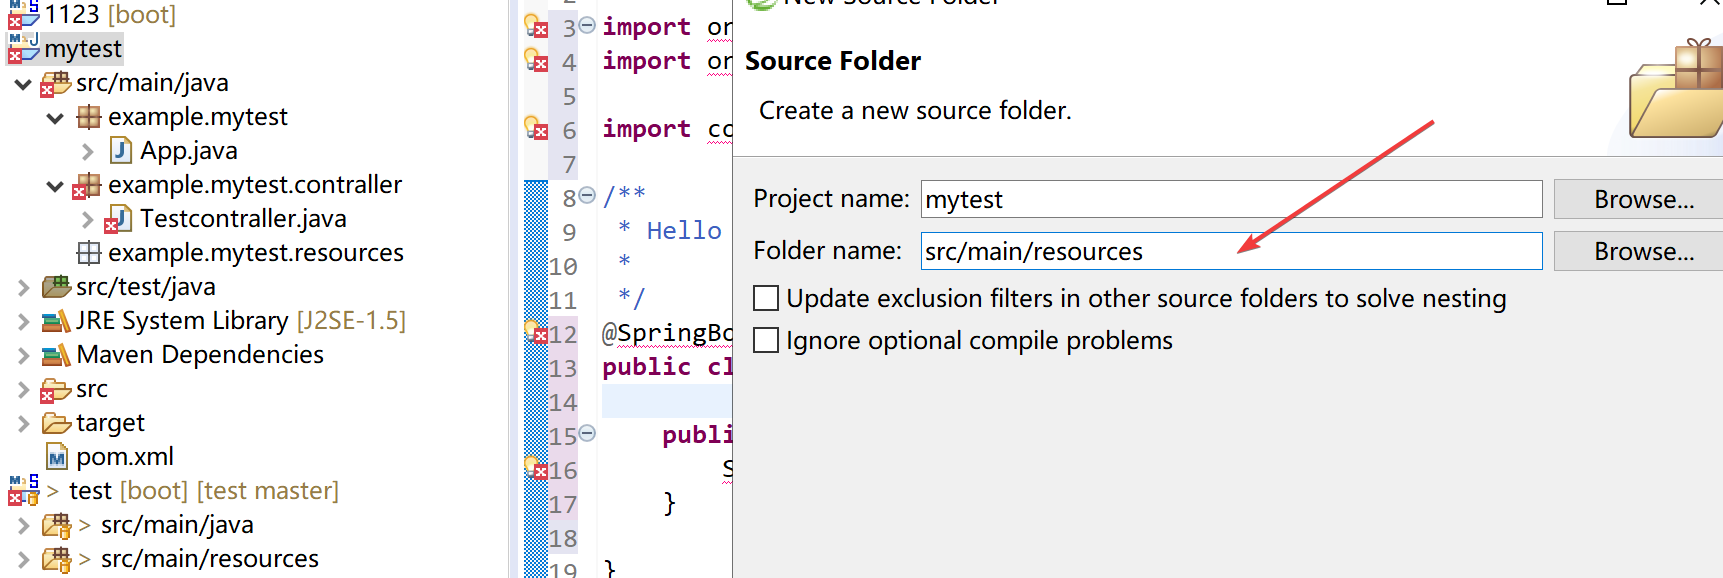 1123 [boot]
mytest
src/main/java
example.mytest
App.java
example.mytest.contraller
Testcontraller.java
example.mytest.resources
src/test/java
JRE System Library [J2SE-1.5]
Maven Dependencies
src
target
pom.xml
> test [boot] [test master]
> src/main/java
> src/main/resources
3 import or
4 import or
5
6 import co
7
8 /**
9 * Hello
10 *
11 */
12 @SpringBo
13 public cl
14
15 publi
16 S
17 }
18
19 }
New Source Folder
Source Folder
Create a new source folder.
Project name: mytest Browse...
Folder name: src/main/resources Browse...
Update exclusion filters in other source folders to solve nesting
Ignore optional compile problems